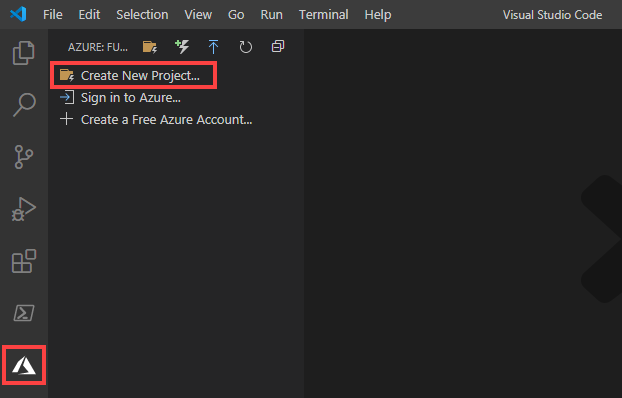 File Edit Selection View Go Run Terminal Help Visual Studio Code
AZURE: FU...
Create New Project...
Sign in to Azure...
Create a Free Azure Account...